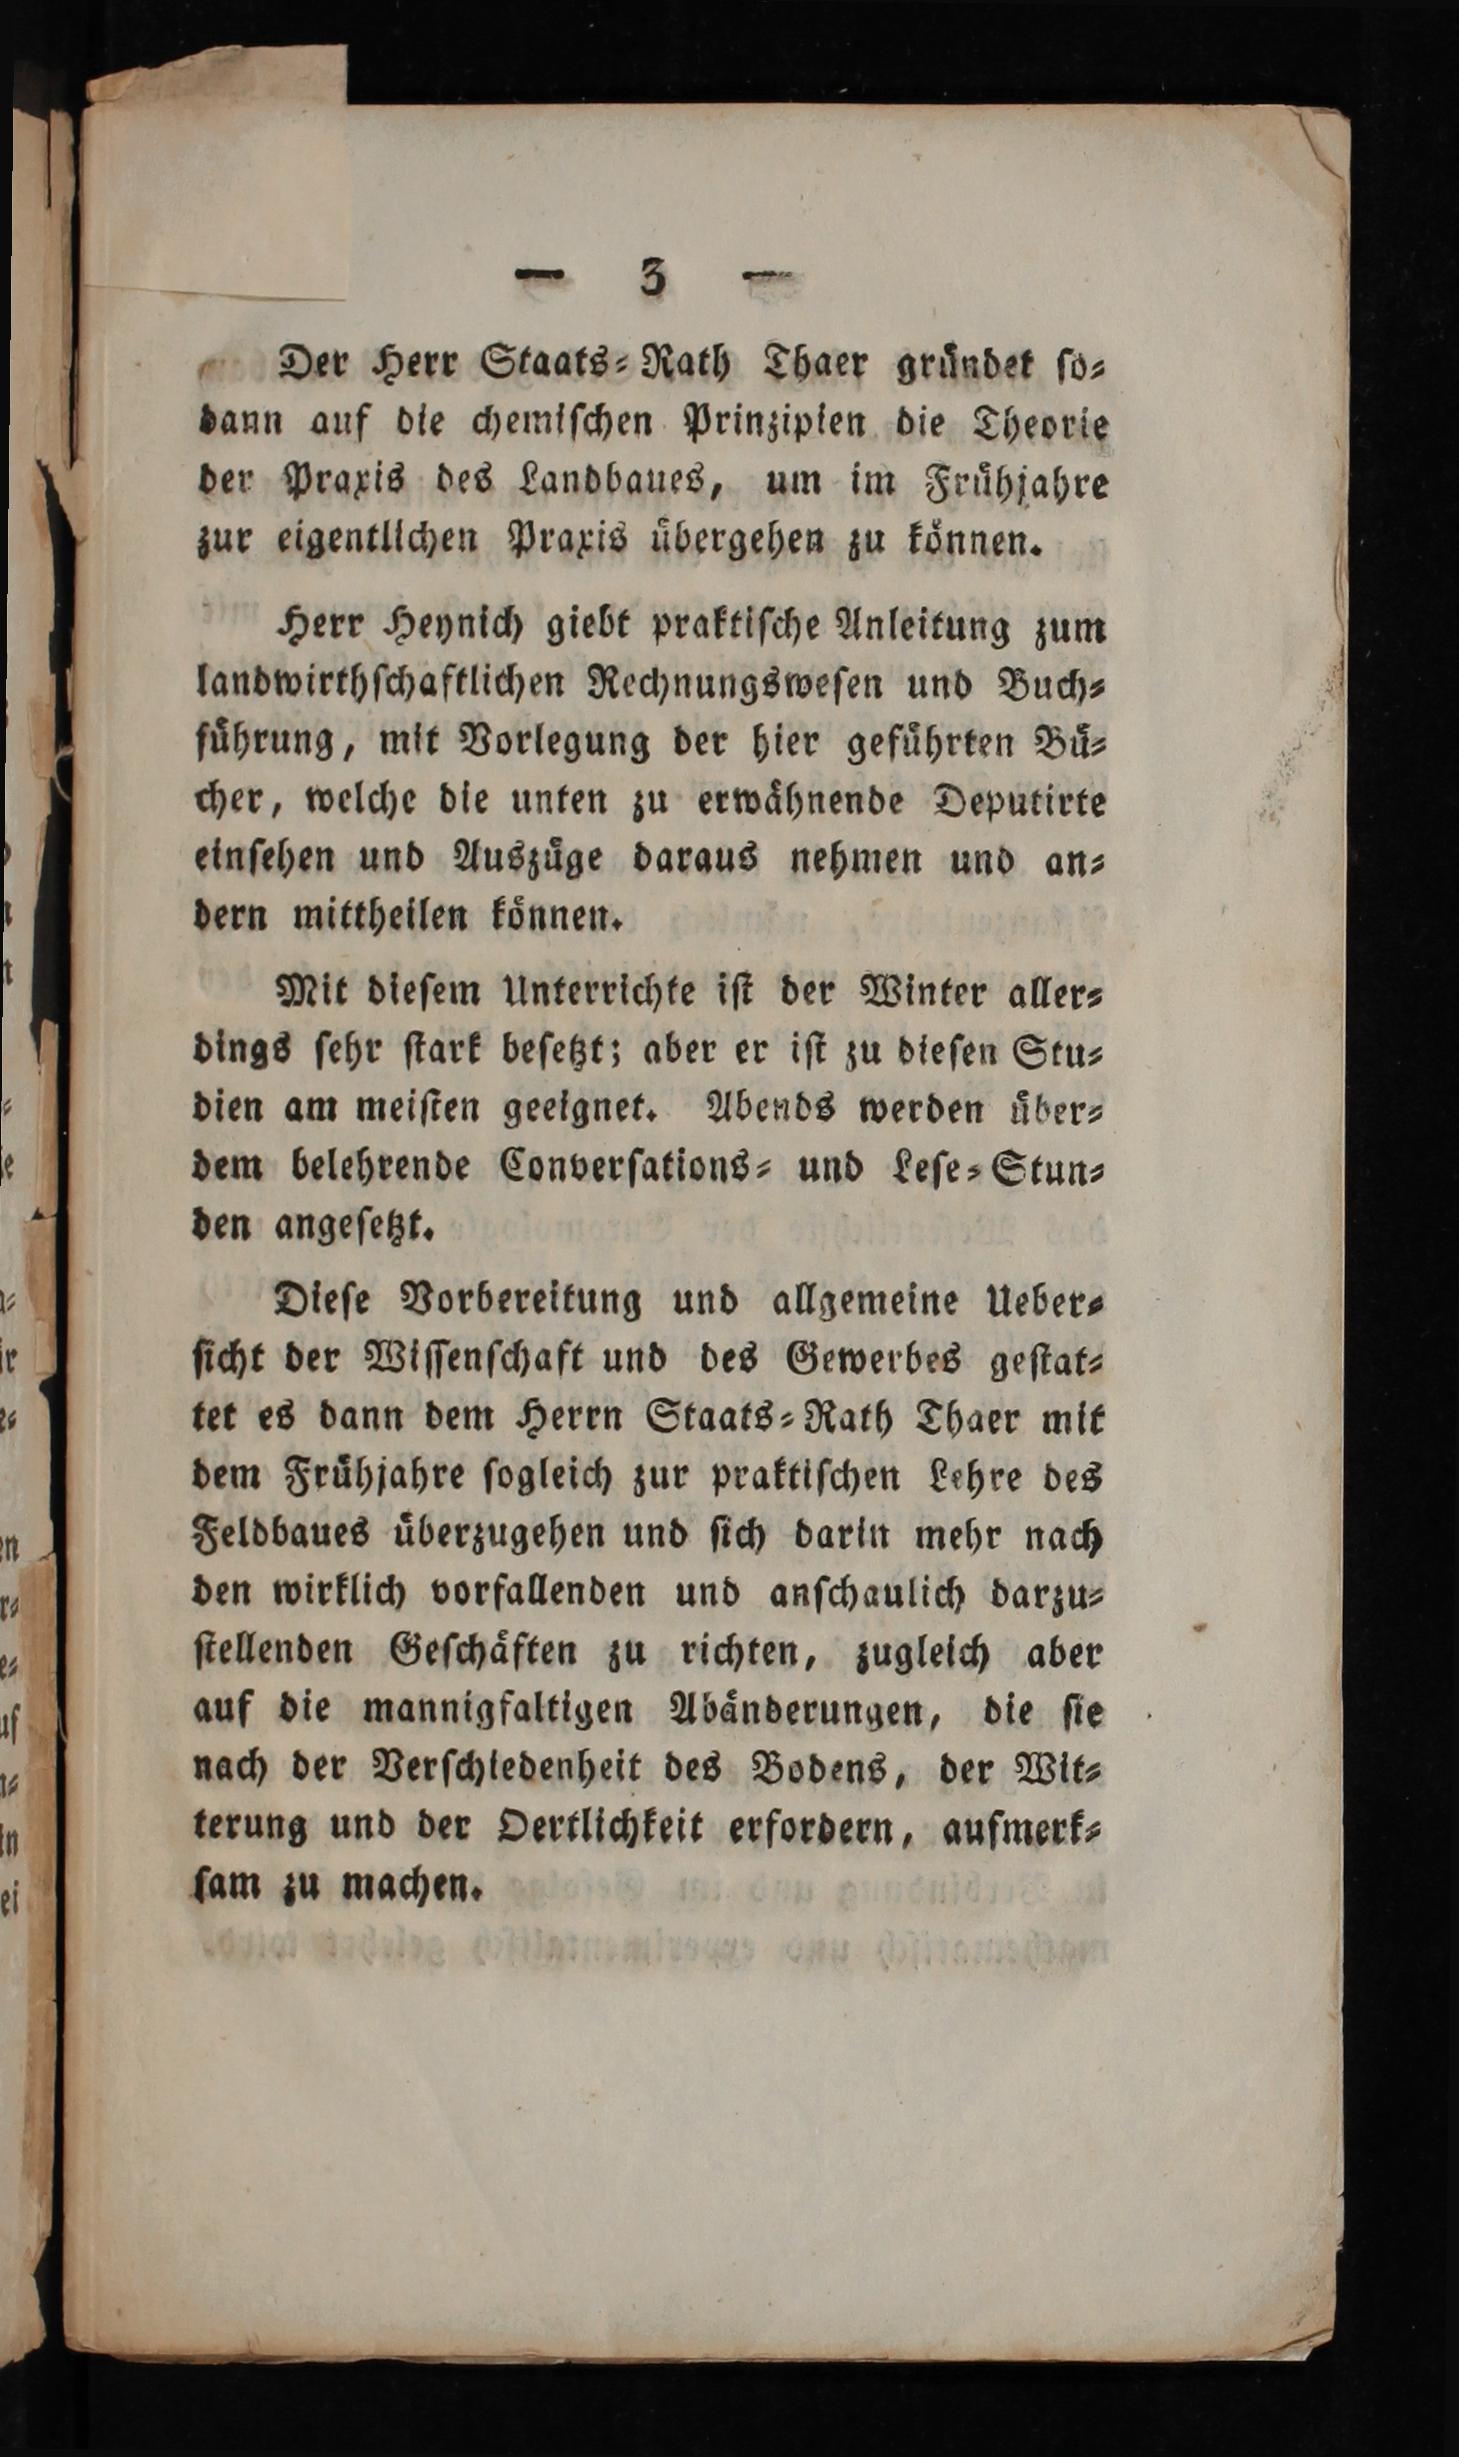 — 3 —
Der Herr Staats-Rath Thaer gründet so-
dann auf die chemischen Prinzipien die Theorie
der Praxis des Landbaues, um im Frühjahre
zur eigentlichen Praxis übergehen zu können.
Herr Heynich giebt praktische Anleitung zum
landwirthschaftlichen Rechnungswesen und Buch-
führung, mit Vorlegung der hier geführten Bü-
cher, welche die unten zu erwähnende Deputirte
einsehen und Auszüge daraus nehmen und an-
dern mittheilen können.
Mit diesem Unterrichte ist der Winter aller-
dings sehr stark besetzt; aber er ist zu diesen Stu-
dien am meisten geeignet. Abends werden über-
dem belehrende Conversations- und Lese-Stun-
den angesetzt.
Diese Vorbereitung und allgemeine Ueber-
sicht der Wissenschaft und des Gewerbes gestat-
tet es dann dem Herrn Staats-Rath Thaer mit
dem Frühjahre sogleich zur praktischen Lehre des
Feldbaues überzugehen und sich darin mehr nach
den wirklich vorfallenden und anschaulich darzu-
stellenden Geschäften zu richten, zugleich aber
auf die mannigfaltigen Abänderungen, die sie
nach der Verschiedenheit des Bodens, der Wit-
terung und der Oertlichkeit erfordern, aufmerk-
sam zu machen.